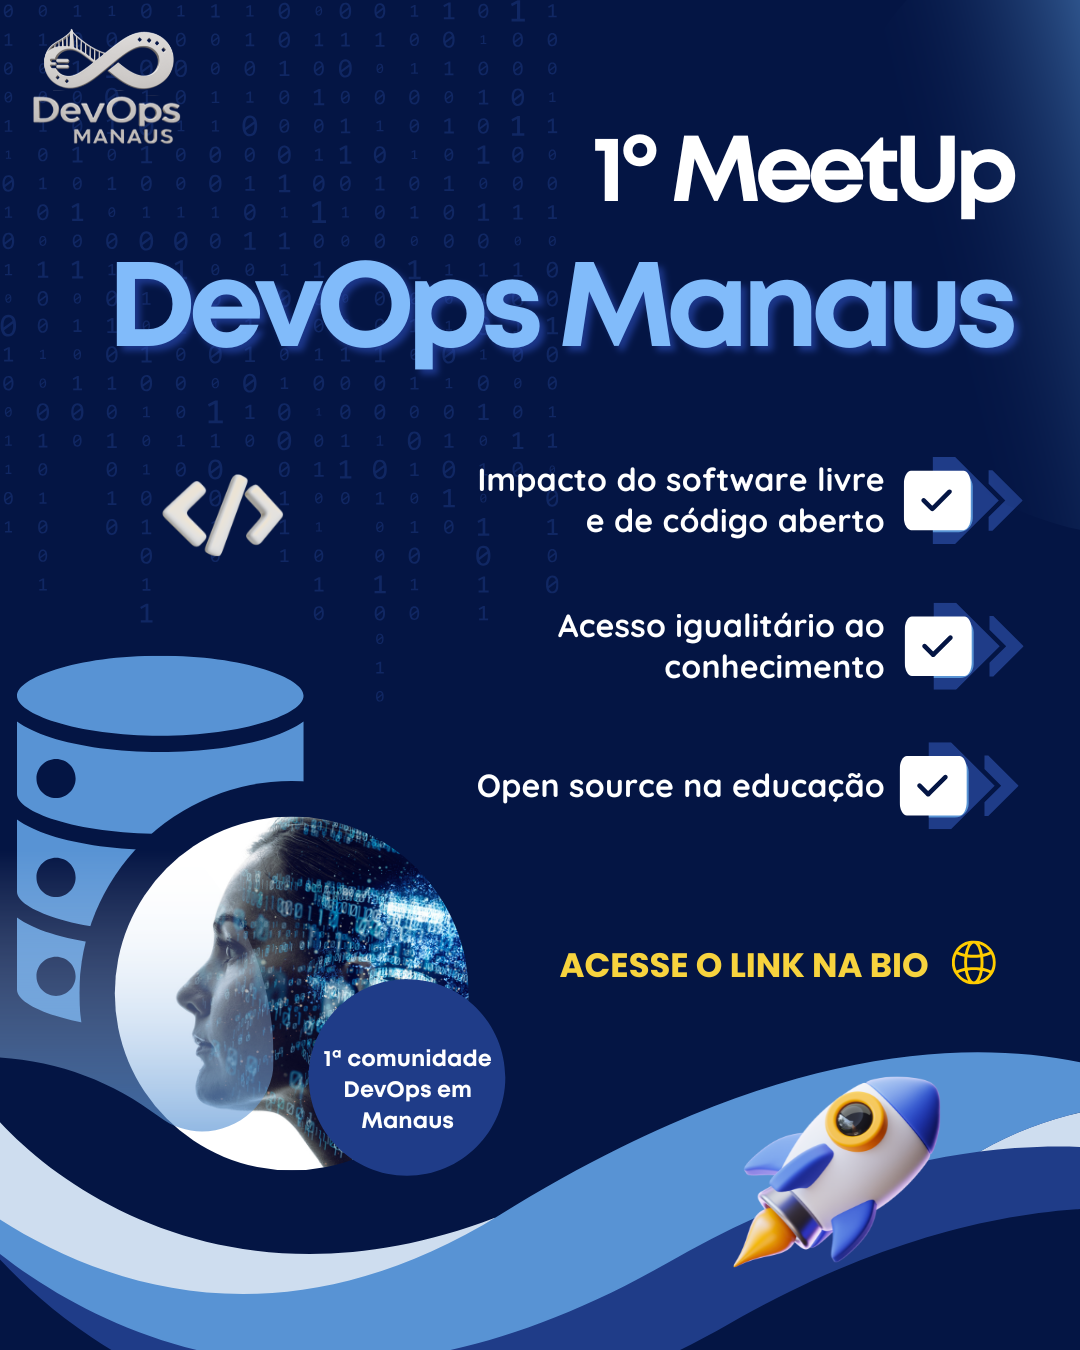 DevOps
MANAUS
1º MeetUp
DevOps Manaus
Impacto do software livre
e de código aberto
Acesso igualitário ao
conhecimento
Open source na educação
ACESSE O LINK NA BIO
1ª comunidade
DevOps em
Manaus